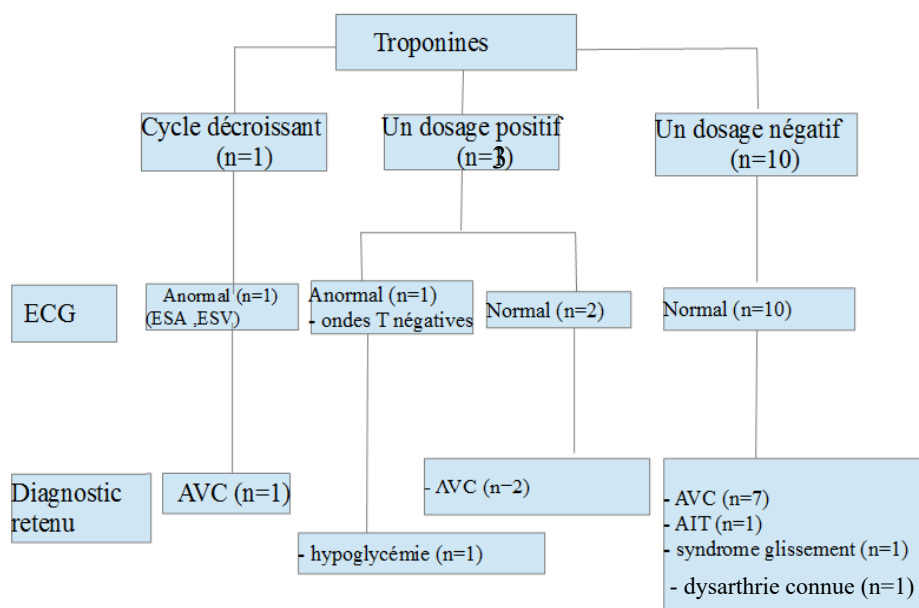 Troponines
Cycle décroissant
(n=1)
Un dosage positif
(n=3)
Un dosage négatif
(n=10)
ECG
Anormal (n=1)
(ESA ,ESV)
Anormal (n=1)
- ondes T négatives
Normal (n=2)
Normal (n=10)
Diagnostic
retenu
AVC (n=1)
- hypoglycémie (n=1)
- AVC (n=2)
- AVC (n=7)
- AIT (n=1)
- syndrome glissement (n=1)
- dysarthrie connue (n=1)